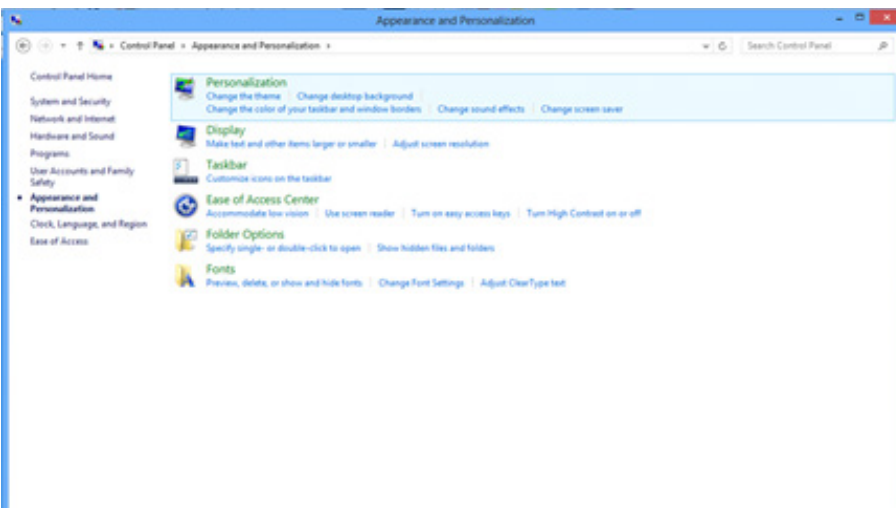 Appearance and Personalization
Control Panel Appearance and Personalization
Search Control Panel
Control Panel Home
System and Security
Network and Internet
Hardware and Sound
Programs
User Accounts and Family
Safety
Appearance and
Personalization
Clock, Language, and Region
Ease of Access
Personalization
Change the theme Change desktop background
Change the color of your taskbar and window borders Change sound effects Change screen saver
Display
Make text and other items larger or smaller Adjust screen resolution
Taskbar
Customize icons on the taskbar
Ease of Access Center
Accommodate low vision Use screen reader Turn on easy access keys Turn High Contrast on or off
Folder Options
Specify single- or double-click to open Show hidden files and folders
Fonts
Preview, delete, or show and hide fonts Change Font Settings Adjust ClearType text